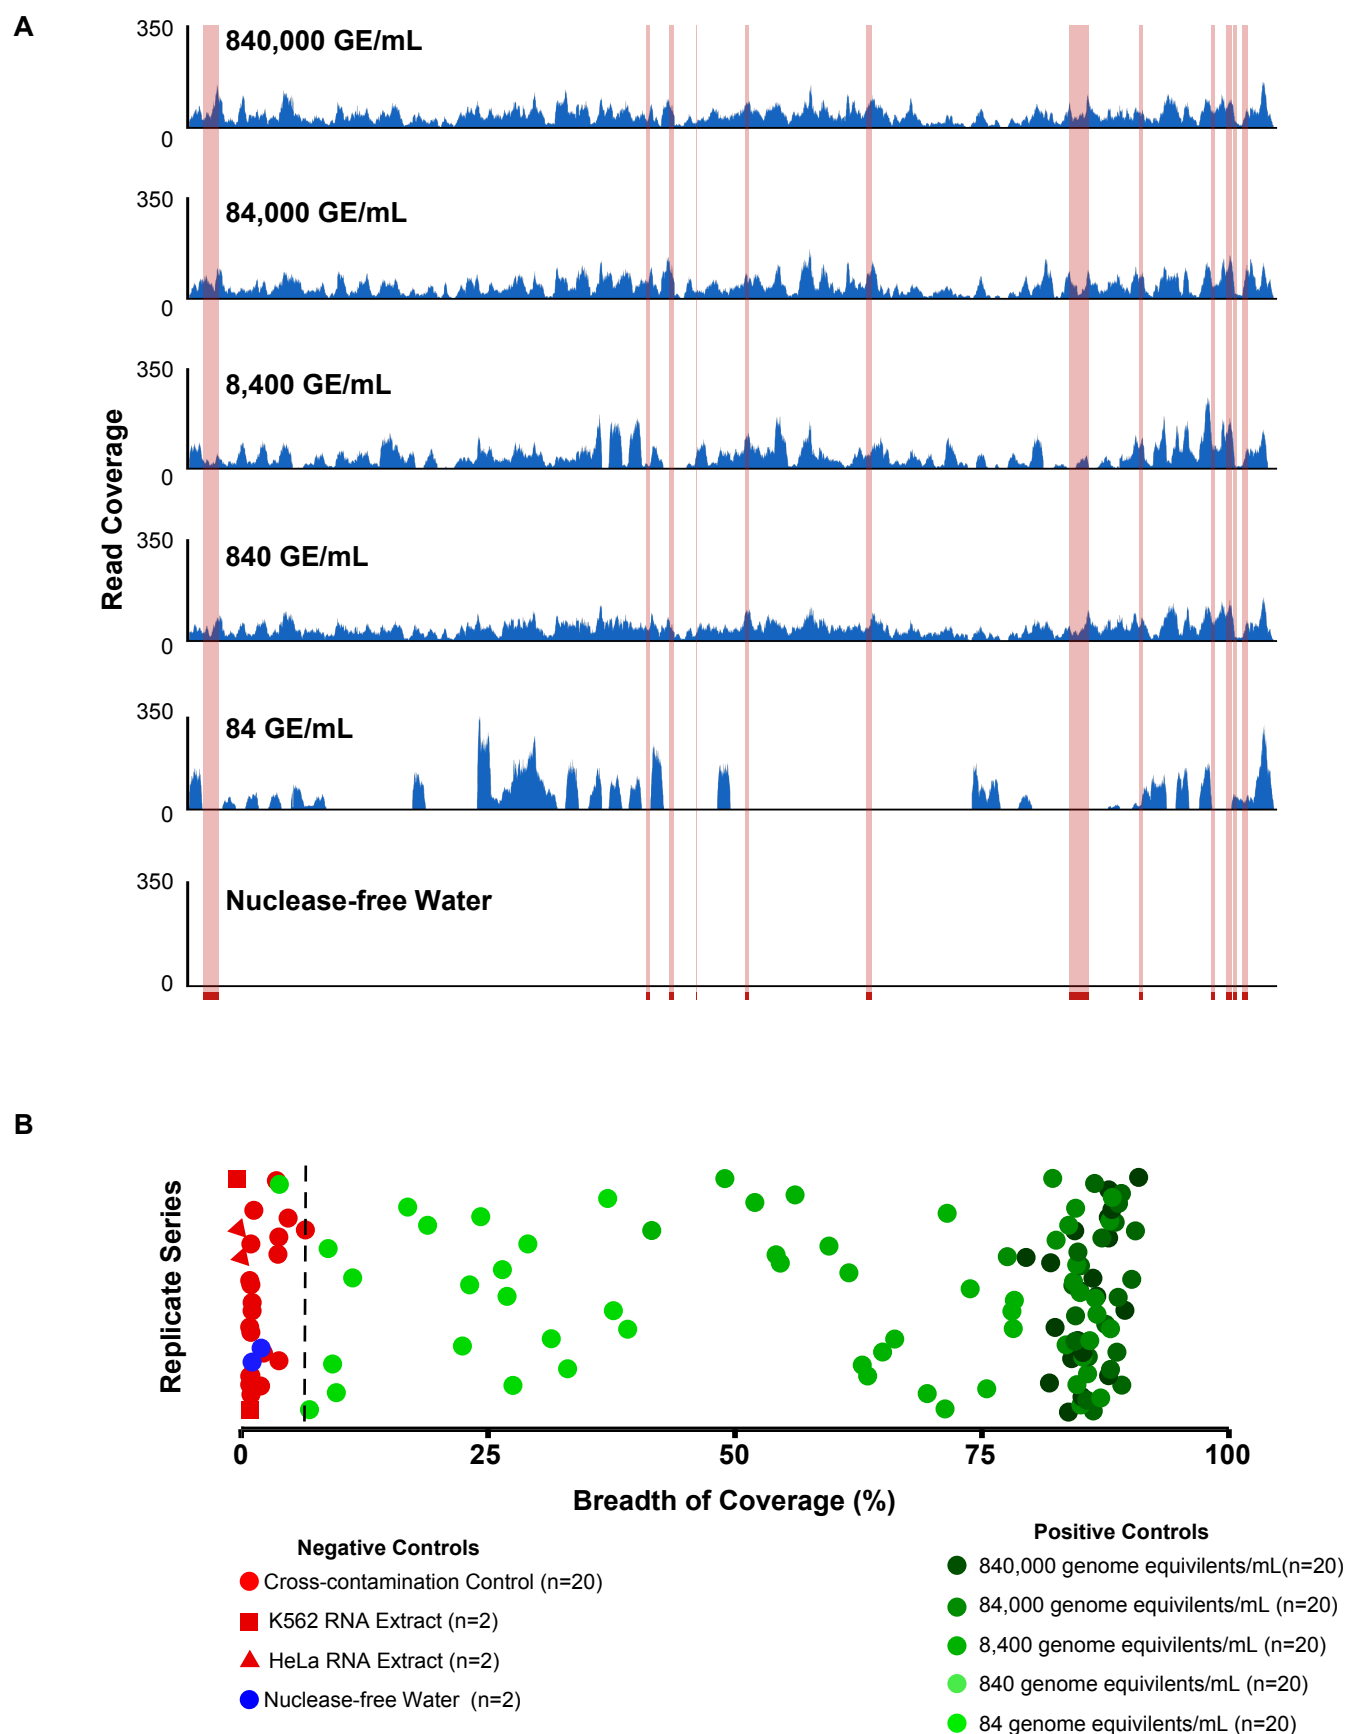 A
350
840,000 GE/mL
0
350
84,000 GE/mL
0
350
8,400 GE/mL
0
Read Coverage
350
840 GE/mL
0
350
84 GE/mL
0
350
Nuclease-free Water
0
B
Replicate Series
0 25 50 75 100
Breadth of Coverage (%)
Negative Controls
Cross-contamination Control (n=20)
K562 RNA Extract (n=2)
HeLa RNA Extract (n=2)
Nuclease-free Water (n=2)
Positive Controls
840,000 genome equivilents/mL(n=20)
84,000 genome equivilents/mL (n=20)
8,400 genome equivilents/mL (n=20)
840 genome equivilents/mL (n=20)
84 genome equivilents/mL (n=20)